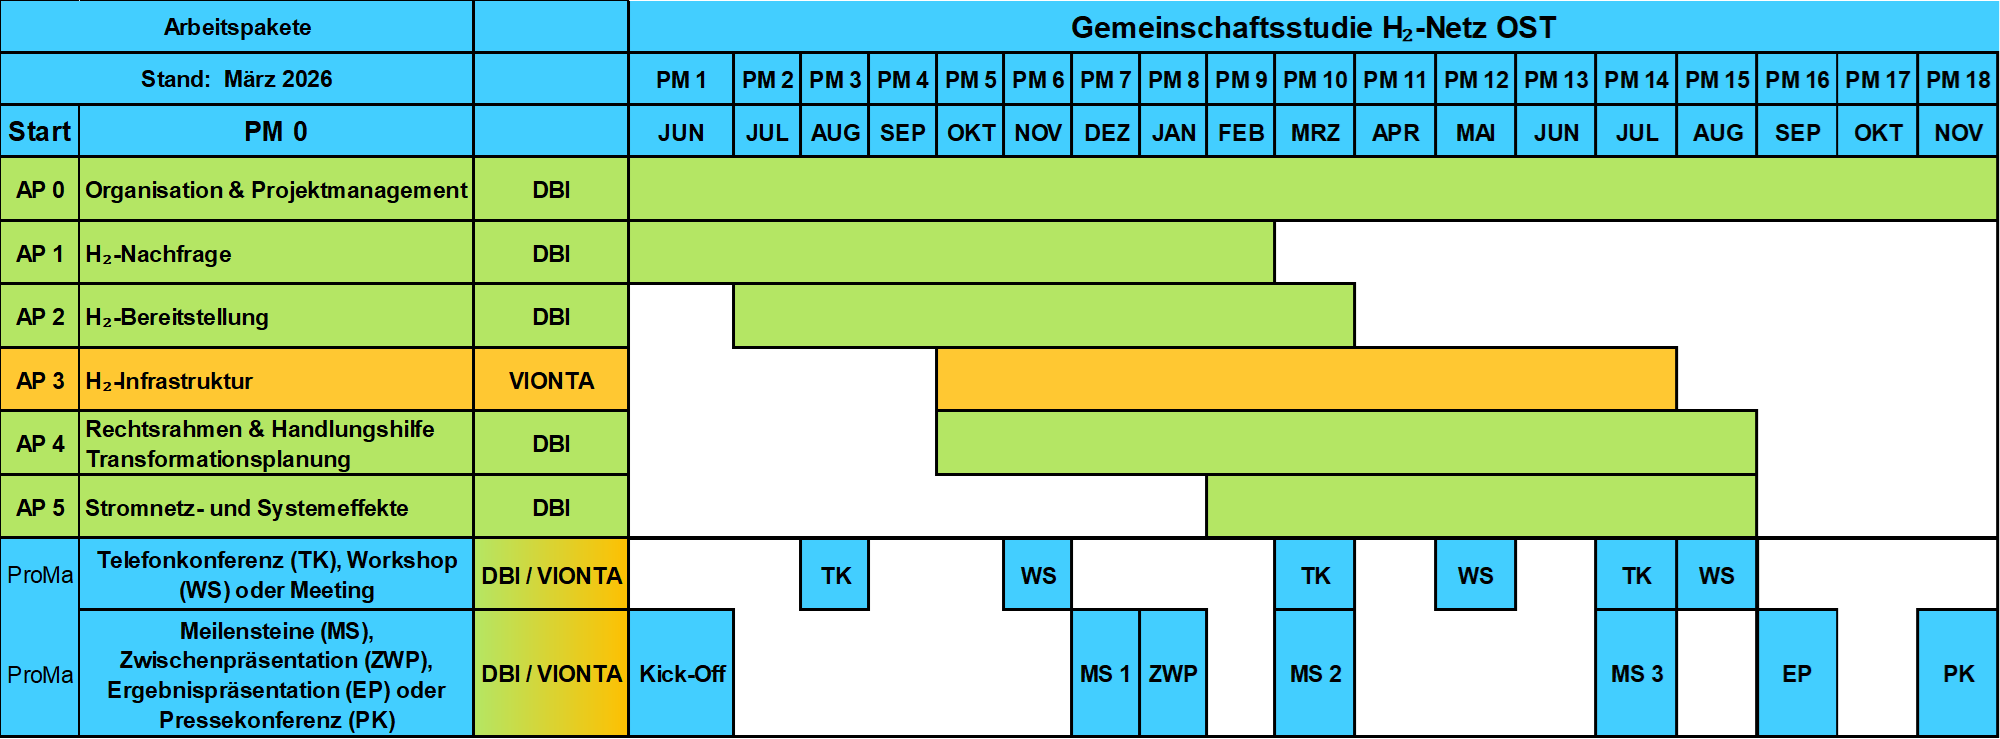 Arbeitspakete
Gemeinschaftsstudie H₂-Netz OST
Stand: März 2026
PM 1 PM 2 PM 3 PM 4 PM 5 PM 6 PM 7 PM 8 PM 9 PM 10 PM 11 PM 12 PM 13 PM 14 PM 15 PM 16 PM 17 PM 18
Start PM 0
JUN JUL AUG SEP OKT NOV DEZ JAN FEB MRZ APR MAI JUN JUL AUG SEP OKT NOV
AP 0 Organisation & Projektmanagement DBI
AP 1 H₂-Nachfrage DBI
AP 2 H₂-Bereitstellung DBI
AP 3 H₂-Infrastruktur VIONTA
AP 4 Rechtsrahmen & Handlungshilfe
Transformationsplanung DBI
AP 5 Stromnetz- und Systemeffekte DBI
ProMa Telefonkonferenz (TK), Workshop
(WS) oder Meeting
DBI / VIONTA TK WS TK WS TK WS
ProMa Meilensteine (MS),
Zwischenpräsentation (ZWP),
Ergebnispräsentation (EP) oder
Pressekonferenz (PK)
DBI / VIONTA Kick-Off MS 1 ZWP MS 2 MS 3 EP PK